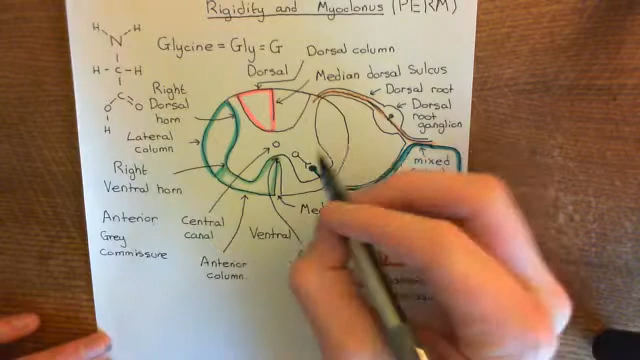 Rigidity and Myoclonus (PERM)
Glycine = Gly = G
Dorsal column
Dorsal
Median dorsal Sulcus
Dorsal root
Dorsal
root
ganglion
mixed
Right
Dorsal
horn
Lateral
column
Right
Ventral horn
Anterior
Grey
Commissure
Central
canal
Ventral
Anterior
column
H H
N
H C H
C O
O
H